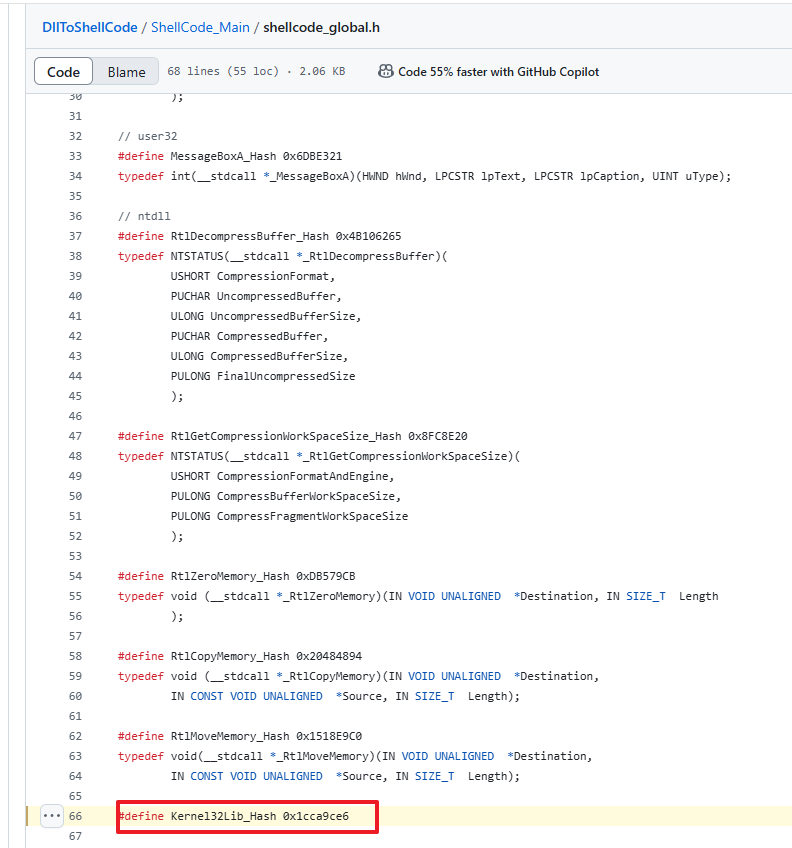 DllToShellCode / ShellCode_Main / shellcode_global.h
Code Blame 68 lines (55 loc) · 2.06 KB Code 55% faster with GitHub Copilot
30 );
31
32 // user32
33 #define MessageBoxA_Hash 0x6DBE321
34 typedef int(__stdcall *_MessageBoxA)(HWND hWnd, LPCSTR lpText, LPCSTR lpCaption, UINT uType);
35
36 // ntdll
37 #define RtlDecompressBuffer_Hash 0x4B106265
38 typedef NTSTATUS(__stdcall *_RtlDecompressBuffer)(
39 USHORT CompressionFormat,
40 PUCHAR UncompressedBuffer,
41 ULONG UncompressedBufferSize,
42 PUCHAR CompressedBuffer,
43 ULONG CompressedBufferSize,
44 PULONG FinalUncompressedSize
45 );
46
47 #define RtlGetCompressionWorkSpaceSize_Hash 0x8FC8E20
48 typedef NTSTATUS(__stdcall *_RtlGetCompressionWorkSpaceSize)(
49 USHORT CompressionFormatAndEngine,
50 PULONG CompressBufferWorkSpaceSize,
51 PULONG CompressFragmentWorkSpaceSize
52 );
53
54 #define RtlZeroMemory_Hash 0xDB579CB
55 typedef void (__stdcall *_RtlZeroMemory)(IN VOID UNALIGNED *Destination, IN SIZE_T Length
56 );
57
58 #define RtlCopyMemory_Hash 0x20484894
59 typedef void (__stdcall *_RtlCopyMemory)(IN VOID UNALIGNED *Destination,
60 IN CONST VOID UNALIGNED *Source, IN SIZE_T Length);
61
62 #define RtlMoveMemory_Hash 0x1518E9C0
63 typedef void(__stdcall *_RtlMoveMemory)(IN VOID UNALIGNED *Destination,
64 IN CONST VOID UNALIGNED *Source, IN SIZE_T Length);
65
66 #define Kernel32Lib_Hash 0x1cca9ce6
67